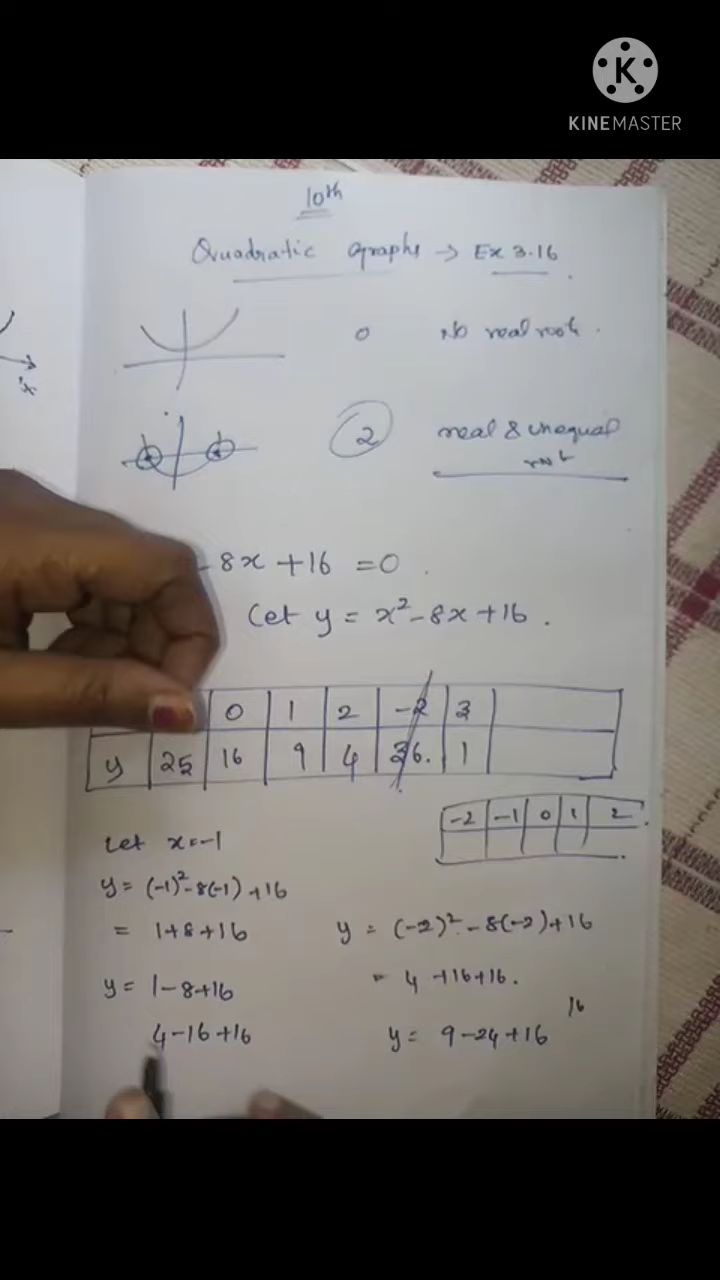 KINEMASTER
10th
Quadratic Graphs → Ex 3.16
0 No real roots.
2 real & unequal
x'
- 8x + 16 = 0.
Let y = x² - 8x + 16.
0 1 2 -2 3
y 25 16 9 4 36. 1
-2 -1 0 1 2
Let x = -1
y = (-1)² - 8(-1) + 16
= 1 + 8 + 16
y = (-2)² - 8(-2) + 16
y = 1 - 8 + 16
= 4 + 16 + 16.
16
4 - 16 + 16
y = 9 - 24 + 16